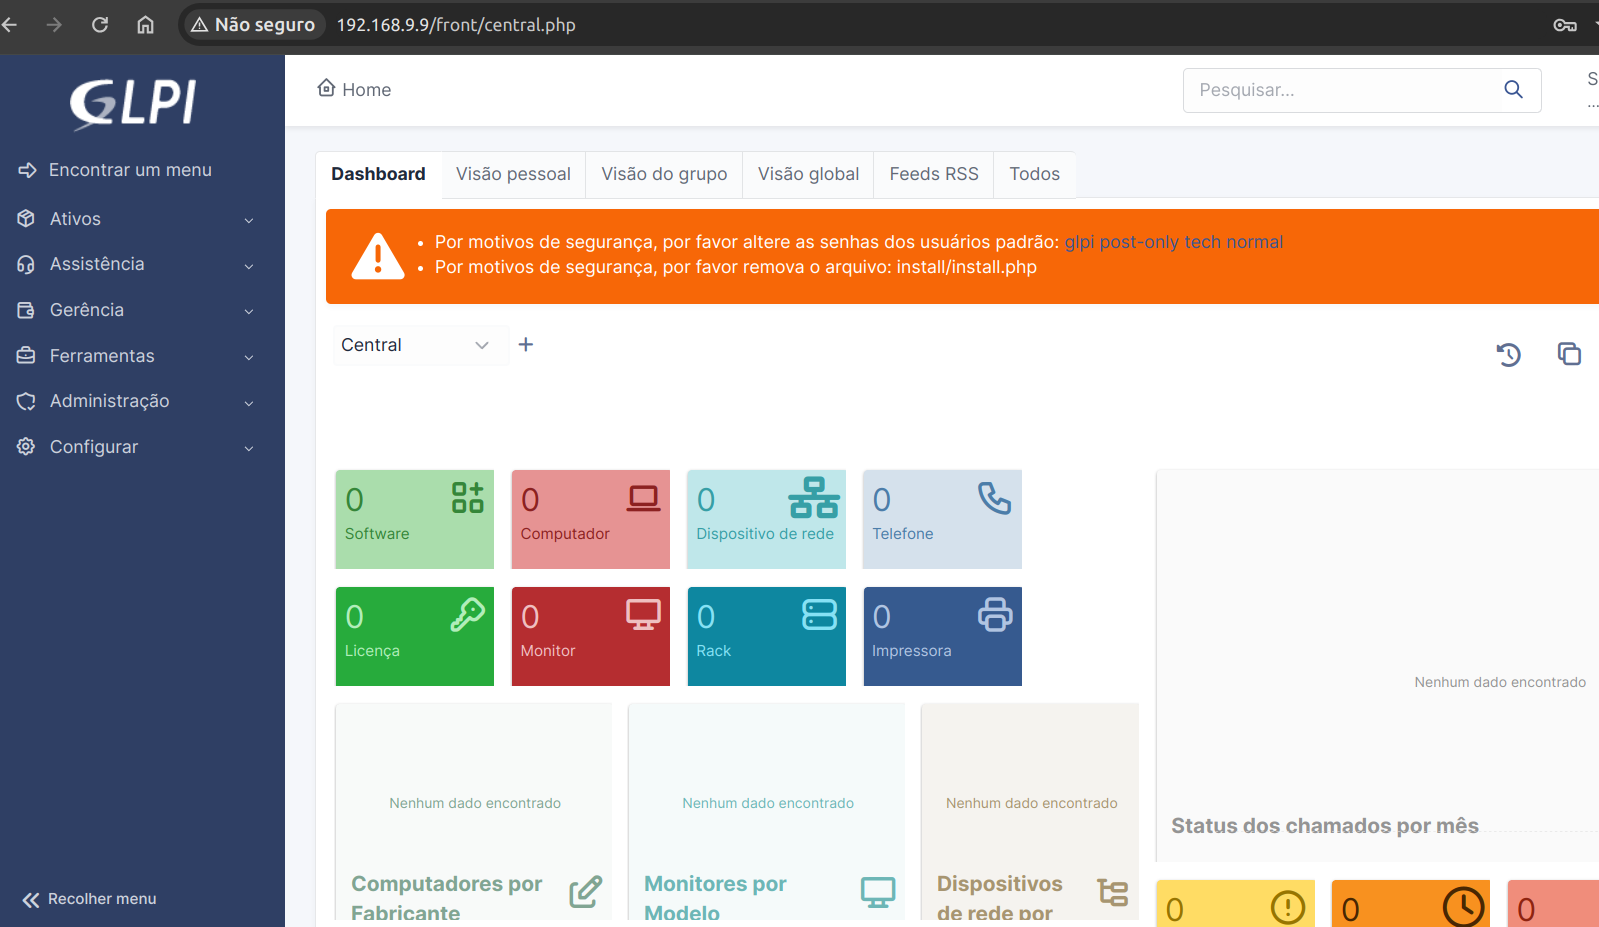 Não seguro 192.168.9.9/front/central.php
GLPI
Encontrar um menu
Ativos
Assistência
Gerência
Ferramentas
Administração
Configurar
Recolher menu
Home
Pesquisar...
S
...
Dashboard Visão pessoal Visão do grupo Visão global Feeds RSS Todos
Por motivos de segurança, por favor altere as senhas dos usuários padrão: glpi post-only tech normal
Por motivos de segurança, por favor remova o arquivo: install/install.php
Central
0
Software
0
Computador
0
Dispositivo de rede
0
Telefone
0
Licença
0
Monitor
0
Rack
0
Impressora
Nenhum dado encontrado
Status dos chamados por mês
Nenhum dado encontrado
Computadores por
Fabricante
Nenhum dado encontrado
Monitores por
Modelo
Nenhum dado encontrado
Dispositivos
de rede por
0
0
0